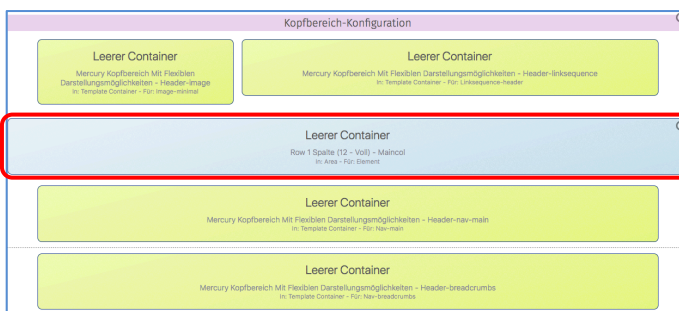 Kopfbereich-Konfiguration
Leerer Container
Mercury Kopfbereich Mit Flexiblen
Darstellungsmöglichkeiten - Header-image
In: Template Container - Für: Image-minimal
Leerer Container
Mercury Kopfbereich Mit Flexiblen Darstellungsmöglichkeiten - Header-linksequence
In: Template Container - Für: Linksequence-header
Leerer Container
Row 1 Spalte (12 - Voll) - Maincol
In: Area - Für: Element
Leerer Container
Mercury Kopfbereich Mit Flexiblen Darstellungsmöglichkeiten - Header-nav-main
In: Template Container - Für: Nav-main
Leerer Container
Mercury Kopfbereich Mit Flexiblen Darstellungsmöglichkeiten - Header-breadcrumbs
In: Template Container - Für: Nav-breadcrumbs